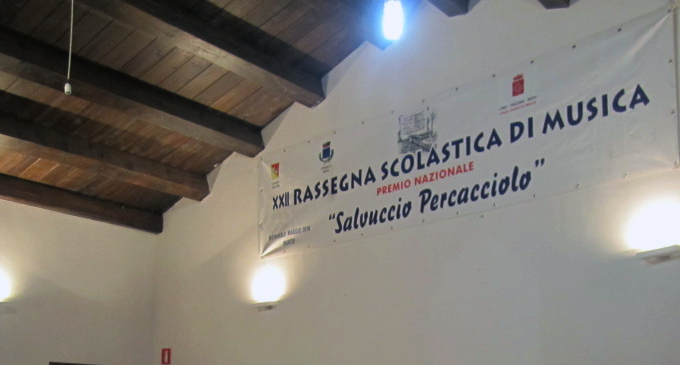 XXII RASSEGNA SCOLASTICA DI MUSICA
PREMIO NAZIONALE
"Salvuccio Percacciolo"